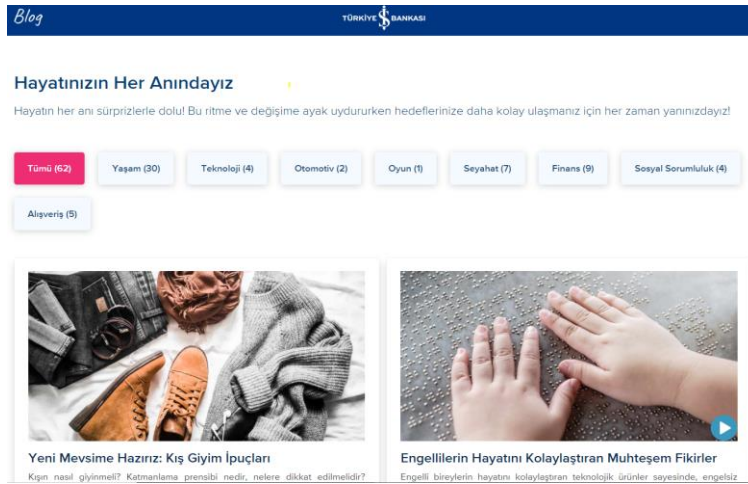 Blog
TÜRKİYE İŞ BANKASI
Hayatınızın Her Anındayız
Hayatın her anı sürprizlerle dolu! Bu ritme ve değişime ayak uydururken hedeflerinize daha kolay ulaşmanız için her zaman yanınızdayız!
Tümü (62)
Yaşam (30)
Teknoloji (4)
Otomotiv (2)
Oyun (1)
Seyahat (7)
Finans (9)
Sosyal Sorumluluk (4)
Alışveriş (5)
Yeni Mevsime Hazırız: Kış Giyim İpuçları
Kışın nasıl giyinmeli? Katmanlama prensibi nedir, nelere dikkat edilmelidir?
Engellilerin Hayatını Kolaylaştıran Muhteşem Fikirler
Engelli bireylerin hayatını kolaylaştıran teknolojik ürünler sayesinde, engelsiz